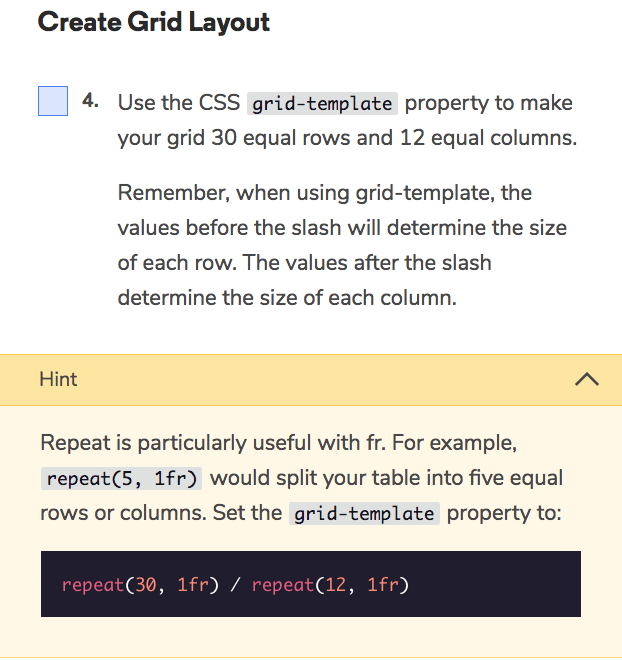 Create Grid Layout
4. Use the CSS grid-template property to make
your grid 30 equal rows and 12 equal columns.
Remember, when using grid-template, the
values before the slash will determine the size
of each row. The values after the slash
determine the size of each column.
Hint
Repeat is particularly useful with fr. For example,
repeat(5, 1fr) would split your table into five equal
rows or columns. Set the grid-template property to:
repeat(30, 1fr) / repeat(12, 1fr)